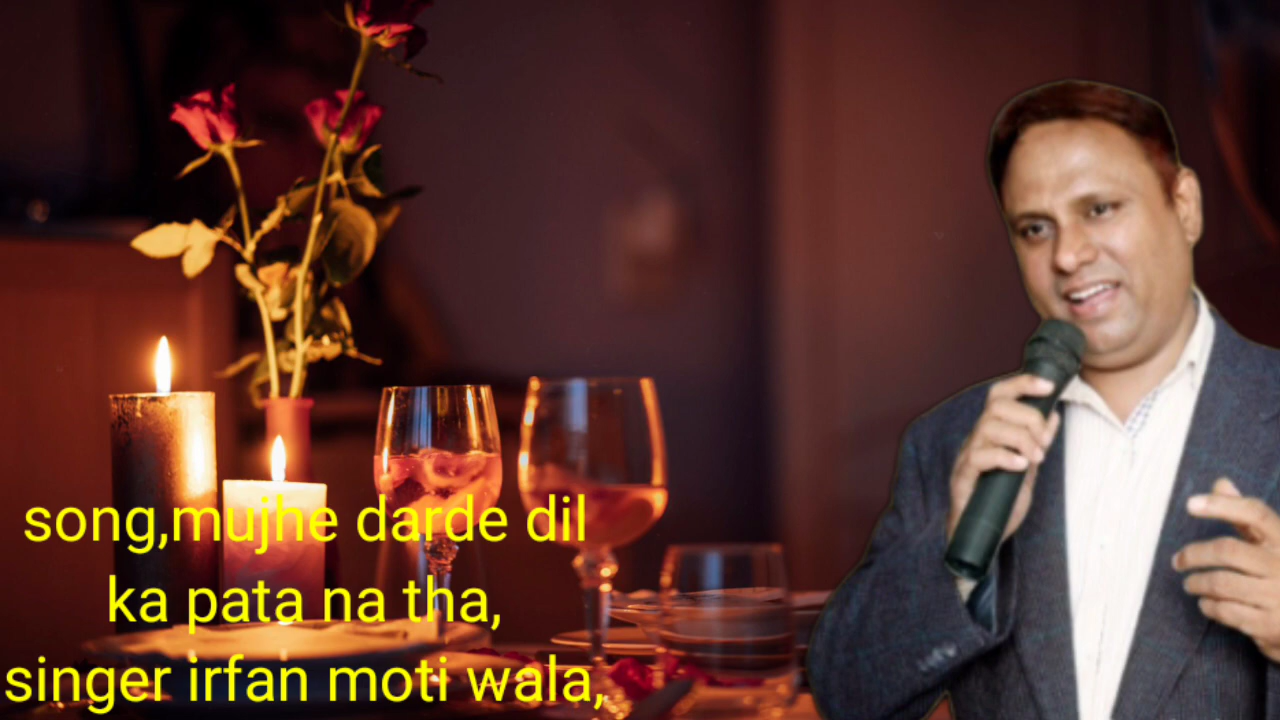 song,mujhe darde dil
ka pata na tha,
singer irfan moti wala,